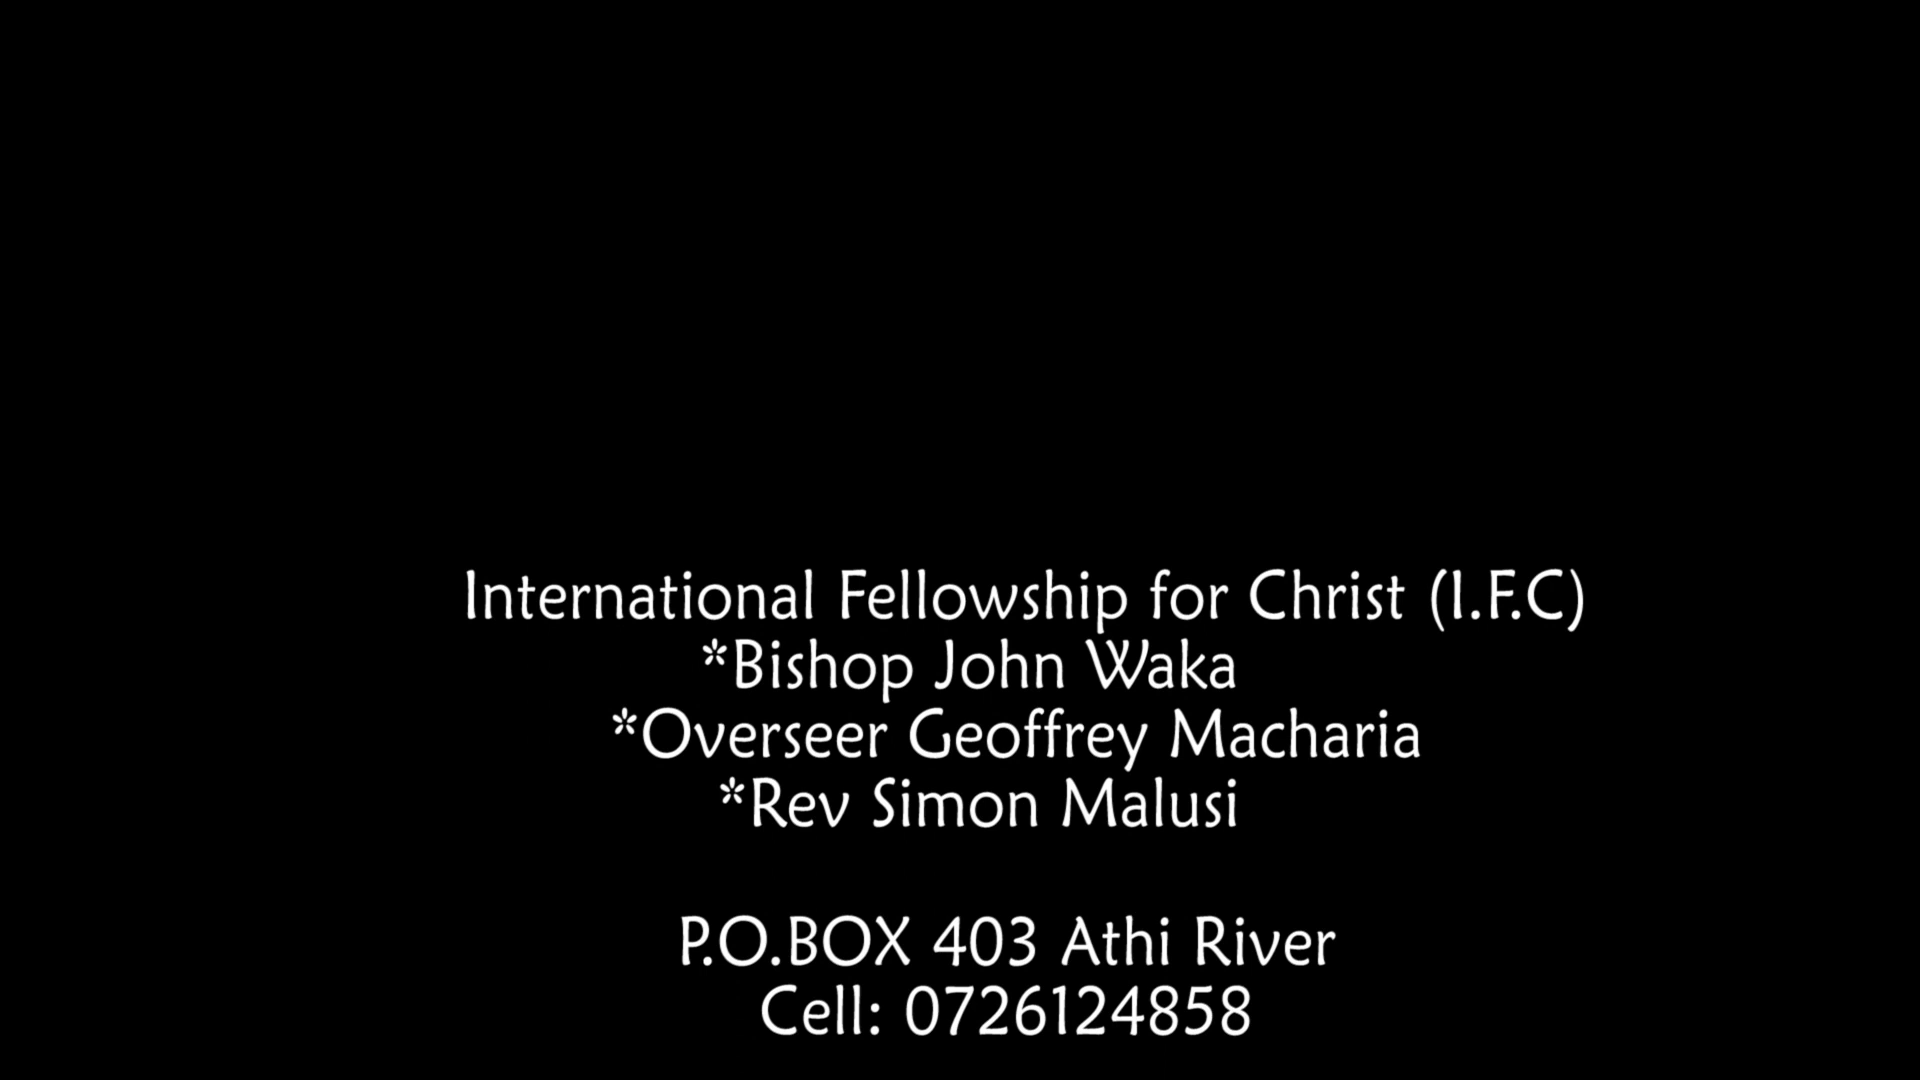 International Fellowship for Christ (I.F.C)
*Bishop John Waka
*Overseer Geoffrey Macharia
*Rev Simon Malusi
P.O.BOX 403 Athi River
Cell: 0726124858